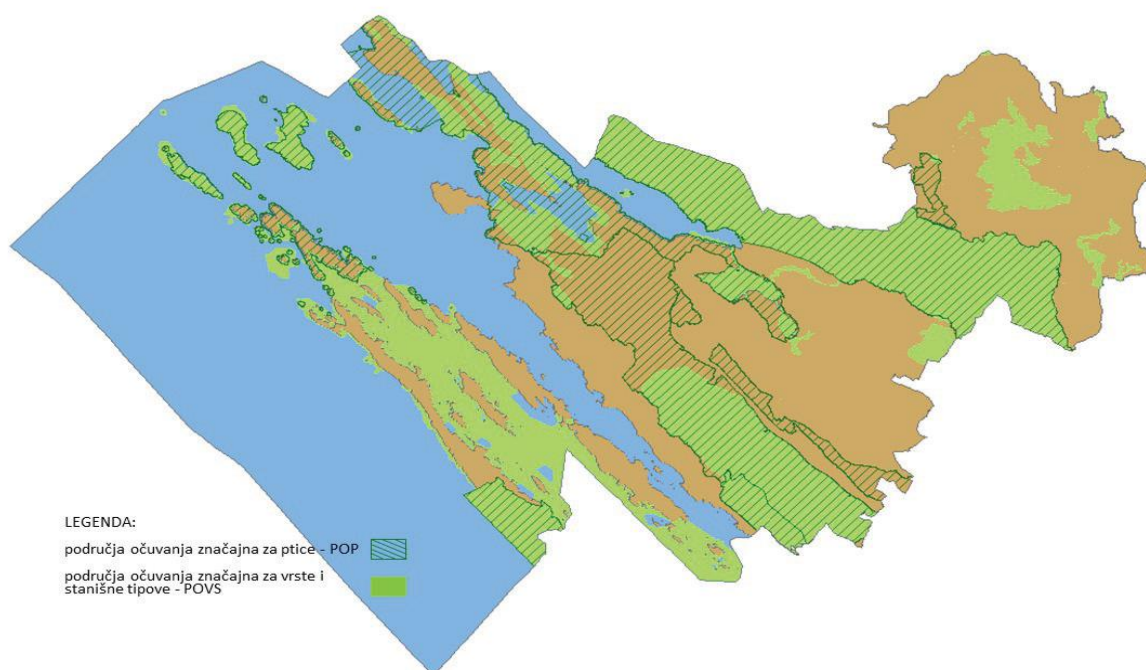 LEGENDA:
područja očuvanja značajna za ptice - POP
područja očuvanja značajna za vrste i
stanišne tipove - POVS